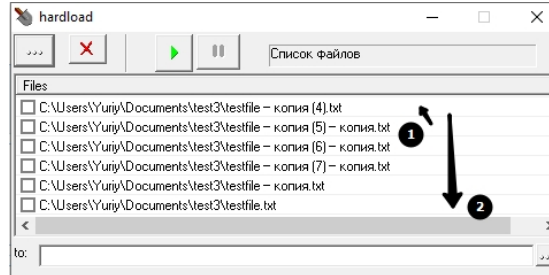 hardload
... Список файлов
Files
C:\Users\Yuriy\Documents\test3\testfile – копия (4).txt
C:\Users\Yuriy\Documents\test3\testfile – копия (5) – копия.txt
C:\Users\Yuriy\Documents\test3\testfile – копия (6) – копия.txt
C:\Users\Yuriy\Documents\test3\testfile – копия (7) – копия.txt
C:\Users\Yuriy\Documents\test3\testfile – копия.txt
C:\Users\Yuriy\Documents\test3\testfile.txt
1
2
to: ...